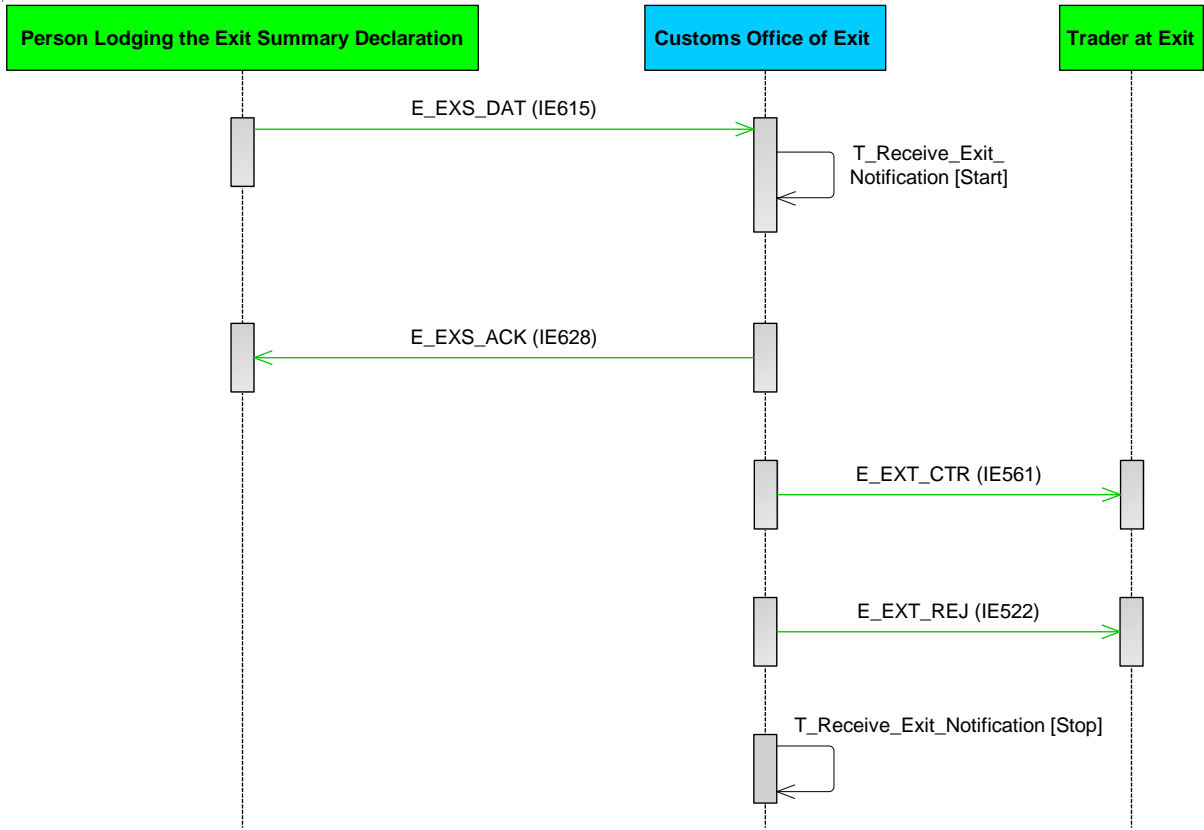 Person Lodging the Exit Summary Declaration
Customs Office of Exit
Trader at Exit
E_EXS_DAT (IE615)
T_Receive_Exit_
Notification [Start]
E_EXS_ACK (IE628)
E_EXT_CTR (IE561)
E_EXT_REJ (IE522)
T_Receive_Exit_Notification [Stop]